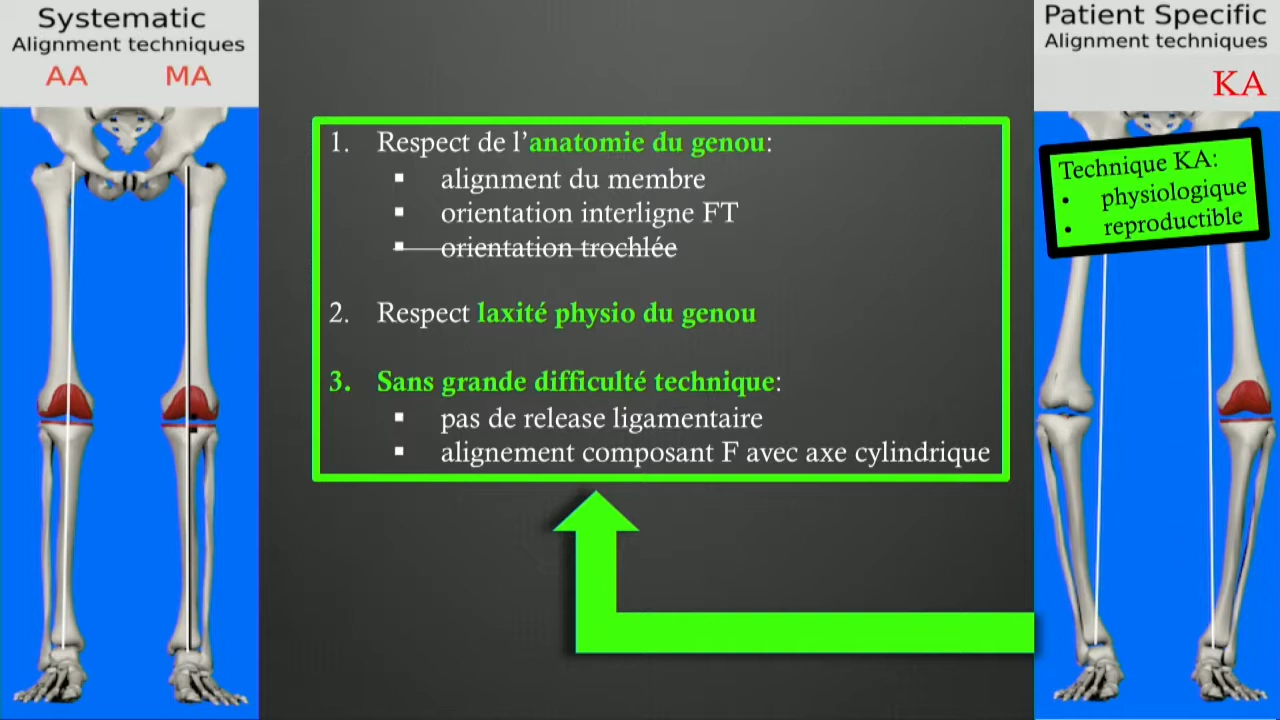 Systematic
Alignment techniques
AA MA
1. Respect de l'anatomie du genou:
▪ alignment du membre
▪ orientation interligne FT
▪ orientation trochlée
2. Respect laxité physio du genou
3. Sans grande difficulté technique:
▪ pas de release ligamentaire
▪ alignement composant F avec axe cylindrique
Patient Specific
Alignment techniques
KA
Technique KA:
• physiologique
• reproductible